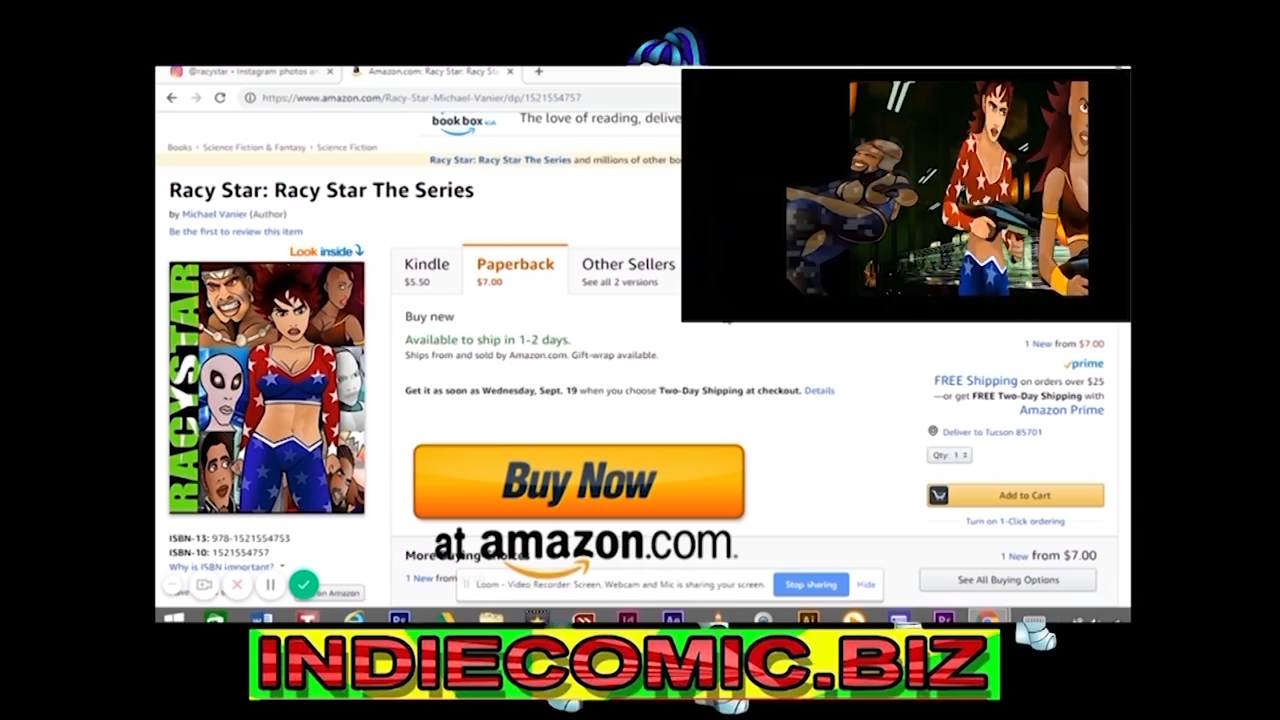 @racystar • Instagram photos an
Amazon.com: Racy Star: Racy Sta
https://www.amazon.com/Racy-Star-Michael-Vanier/dp/1521554757
book box
The love of reading, delive
Books › Science Fiction & Fantasy › Science Fiction
Racy Star: Racy Star The Series and millions of other bo
Racy Star: Racy Star The Series
by Michael Vanier (Author)
Be the first to review this item
Look inside
RACYSTAR
Kindle
$5.50
Paperback
$7.00
Other Sellers
See all 2 versions
Buy new
Available to ship in 1-2 days.
Ships from and sold by Amazon.com. Gift-wrap available.
Get it as soon as Wednesday, Sept. 19 when you choose Two-Day Shipping at checkout. Details
1 New from $7.00
prime
FREE Shipping on orders over $25
—or get FREE Two-Day Shipping with
Amazon Prime
Deliver to Tucson 85701
Qty: 1
Add to Cart
Turn on 1-Click ordering
Buy Now
at amazon.com.
More Buying Choices
1 New from
1 New from $7.00
See All Buying Options
ISBN-13: 978-1521554753
ISBN-10: 1521554757
Why is ISBN important?
on Amazon
Loom - Video Recorder: Screen, Webcam and Mic is sharing your screen.
Stop sharing
Hide
INDIECOMIC.BIZ